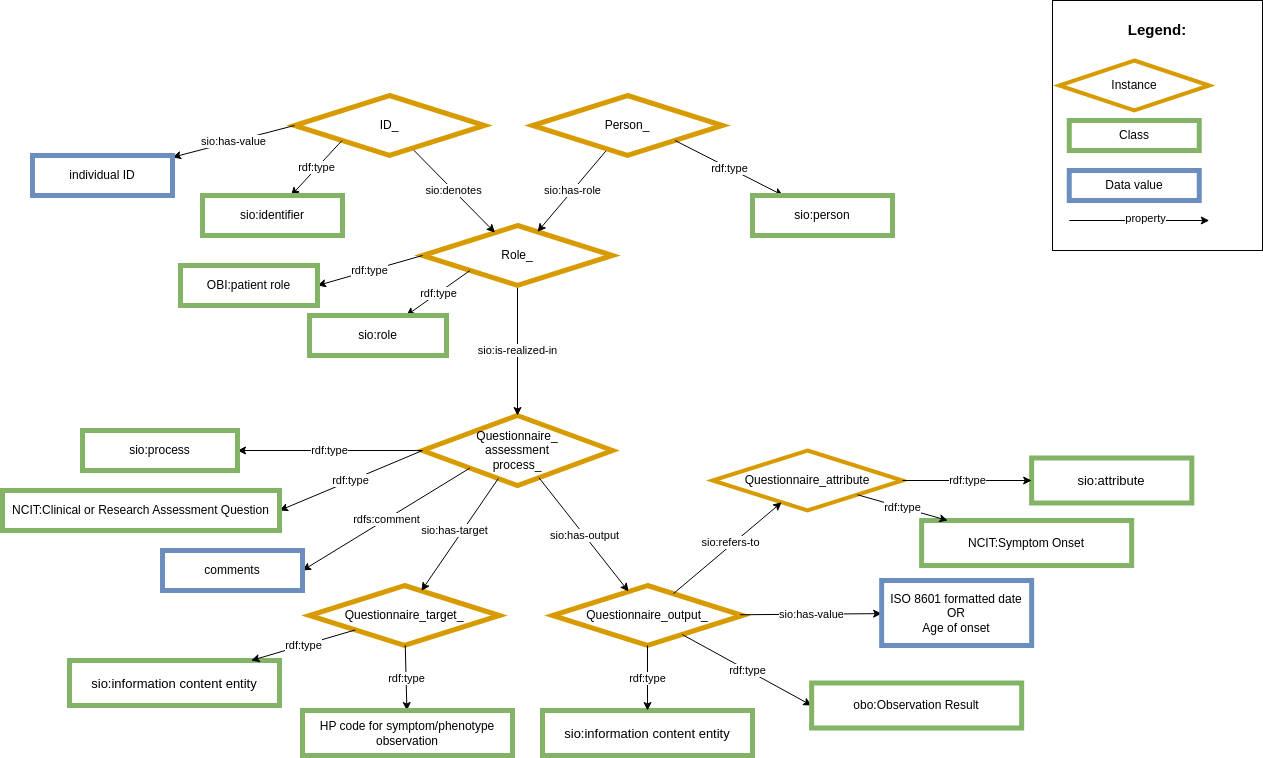 Legend:
Instance
Class
Data value
property
ID_
Person_
sio:has-value
rdf:type
individual ID
sio:identifier
sio:denotes
sio:has-role
rdf:type
sio:person
Role_
rdf:type
OBI:patient role
rdf:type
sio:role
sio:is-realized-in
Questionnaire_
assessment
process_
rdf:type
sio:process
rdf:type
NCIT:Clinical or Research Assessment Question
rdfs:comment
comments
sio:has-target
sio:has-output
Questionnaire_attribute
rdf:type
sio:attribute
rdf:type
NCIT:Symptom Onset
sio:refers-to
Questionnaire_target_
Questionnaire_output_
sio:has-value
ISO 8601 formatted date
OR
Age of onset
rdf:type
sio:information content entity
rdf:type
HP code for symptom/phenotype
observation
rdf:type
sio:information content entity
rdf:type
obo:Observation Result